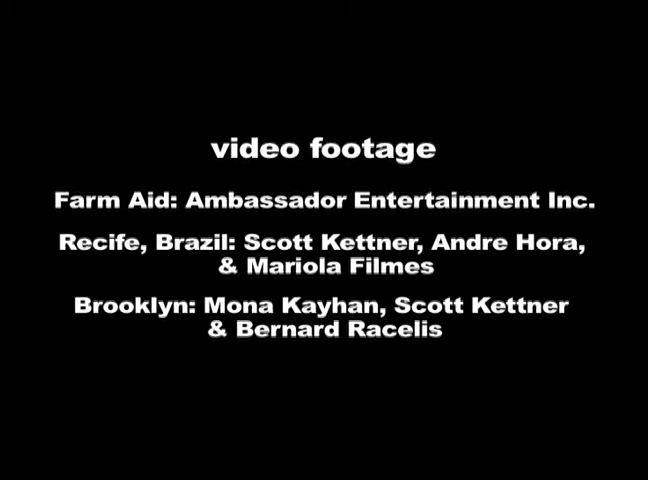 video footage
Farm Aid: Ambassador Entertainment Inc.
Recife, Brazil: Scott Kettner, Andre Hora,
& Mariola Filmes
Brooklyn: Mona Kayhan, Scott Kettner
& Bernard Racelis